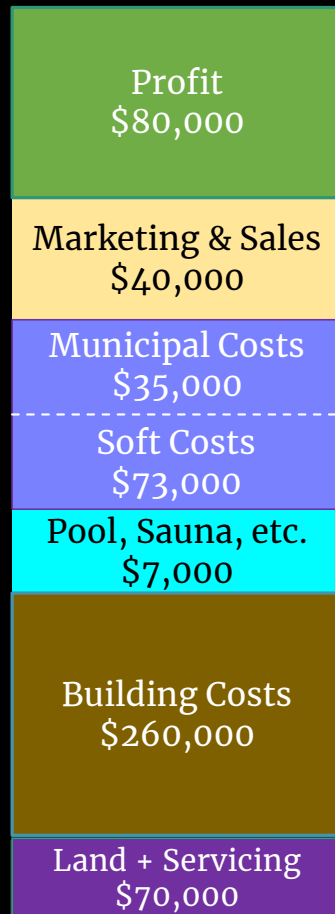 Profit
$80,000
Marketing & Sales
$40,000
Municipal Costs
$35,000
Soft Costs
$73,000
Pool, Sauna, etc.
$7,000
Building Costs
$260,000
Land + Servicing
$70,000